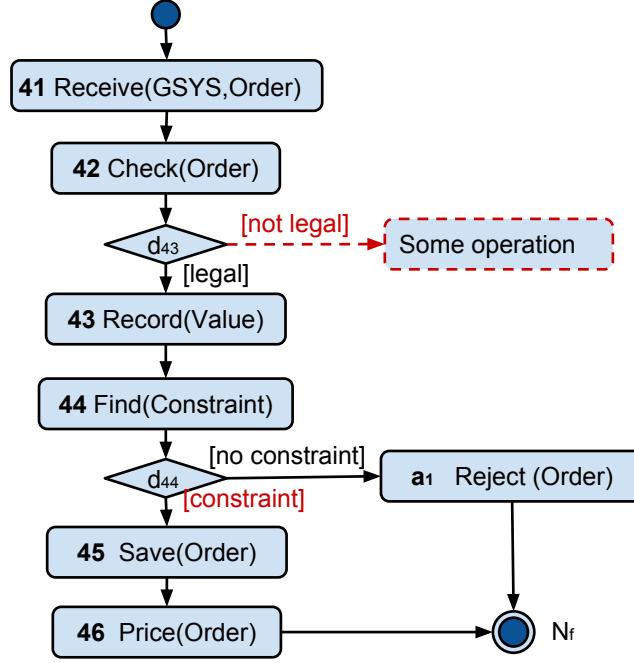 41 Receive(GSYS,Order)
42 Check(Order)
[not legal]
d43
Some operation
[legal]
43 Record(Value)
44 Find(Constraint)
[no constraint]
d44
a1 Reject (Order)
[constraint]
45 Save(Order)
46 Price(Order)
Nf